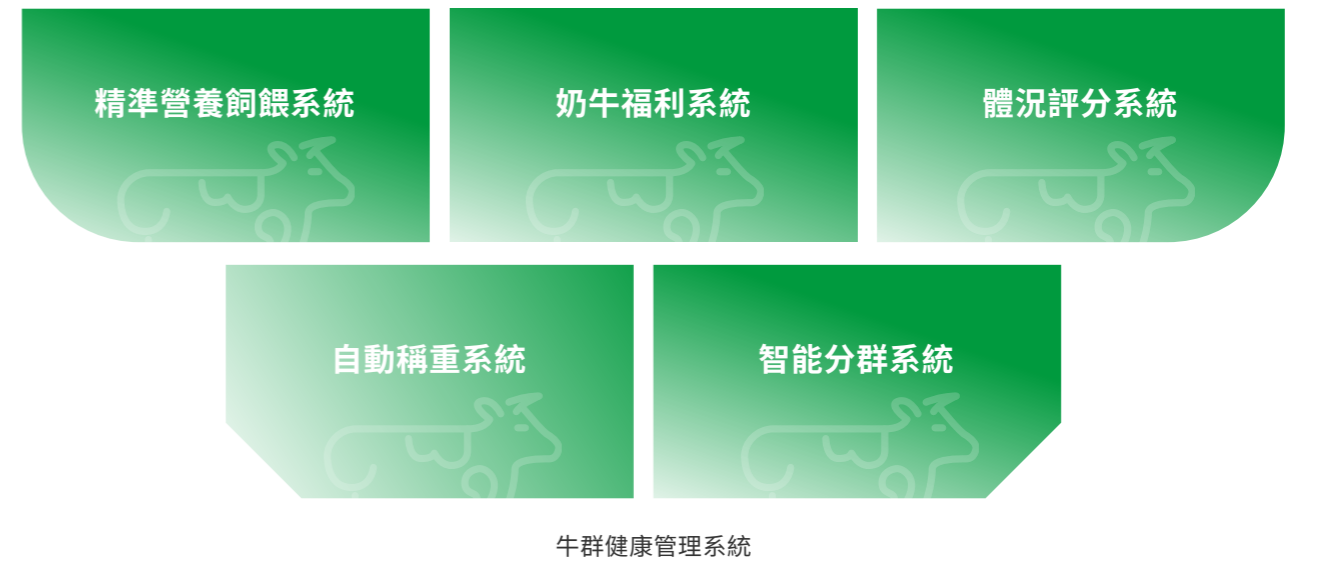 精準營養飼餵系統
奶牛福利系統
體況評分系統
自動稱重系統
智能分群系統
牛群健康管理系統